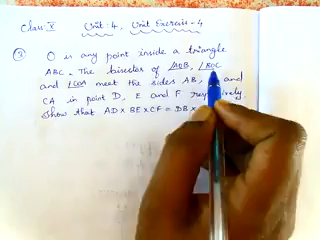 Class-X Unit:4, Unit Exercise-4
③ O is any point inside a triangle
ABC. The bisector of ∠AOB, ∠BOC
and ∠COA meet the sides AB, and
CA in point D, E and F respectively.
Show that AD × BE × CF = DB ×